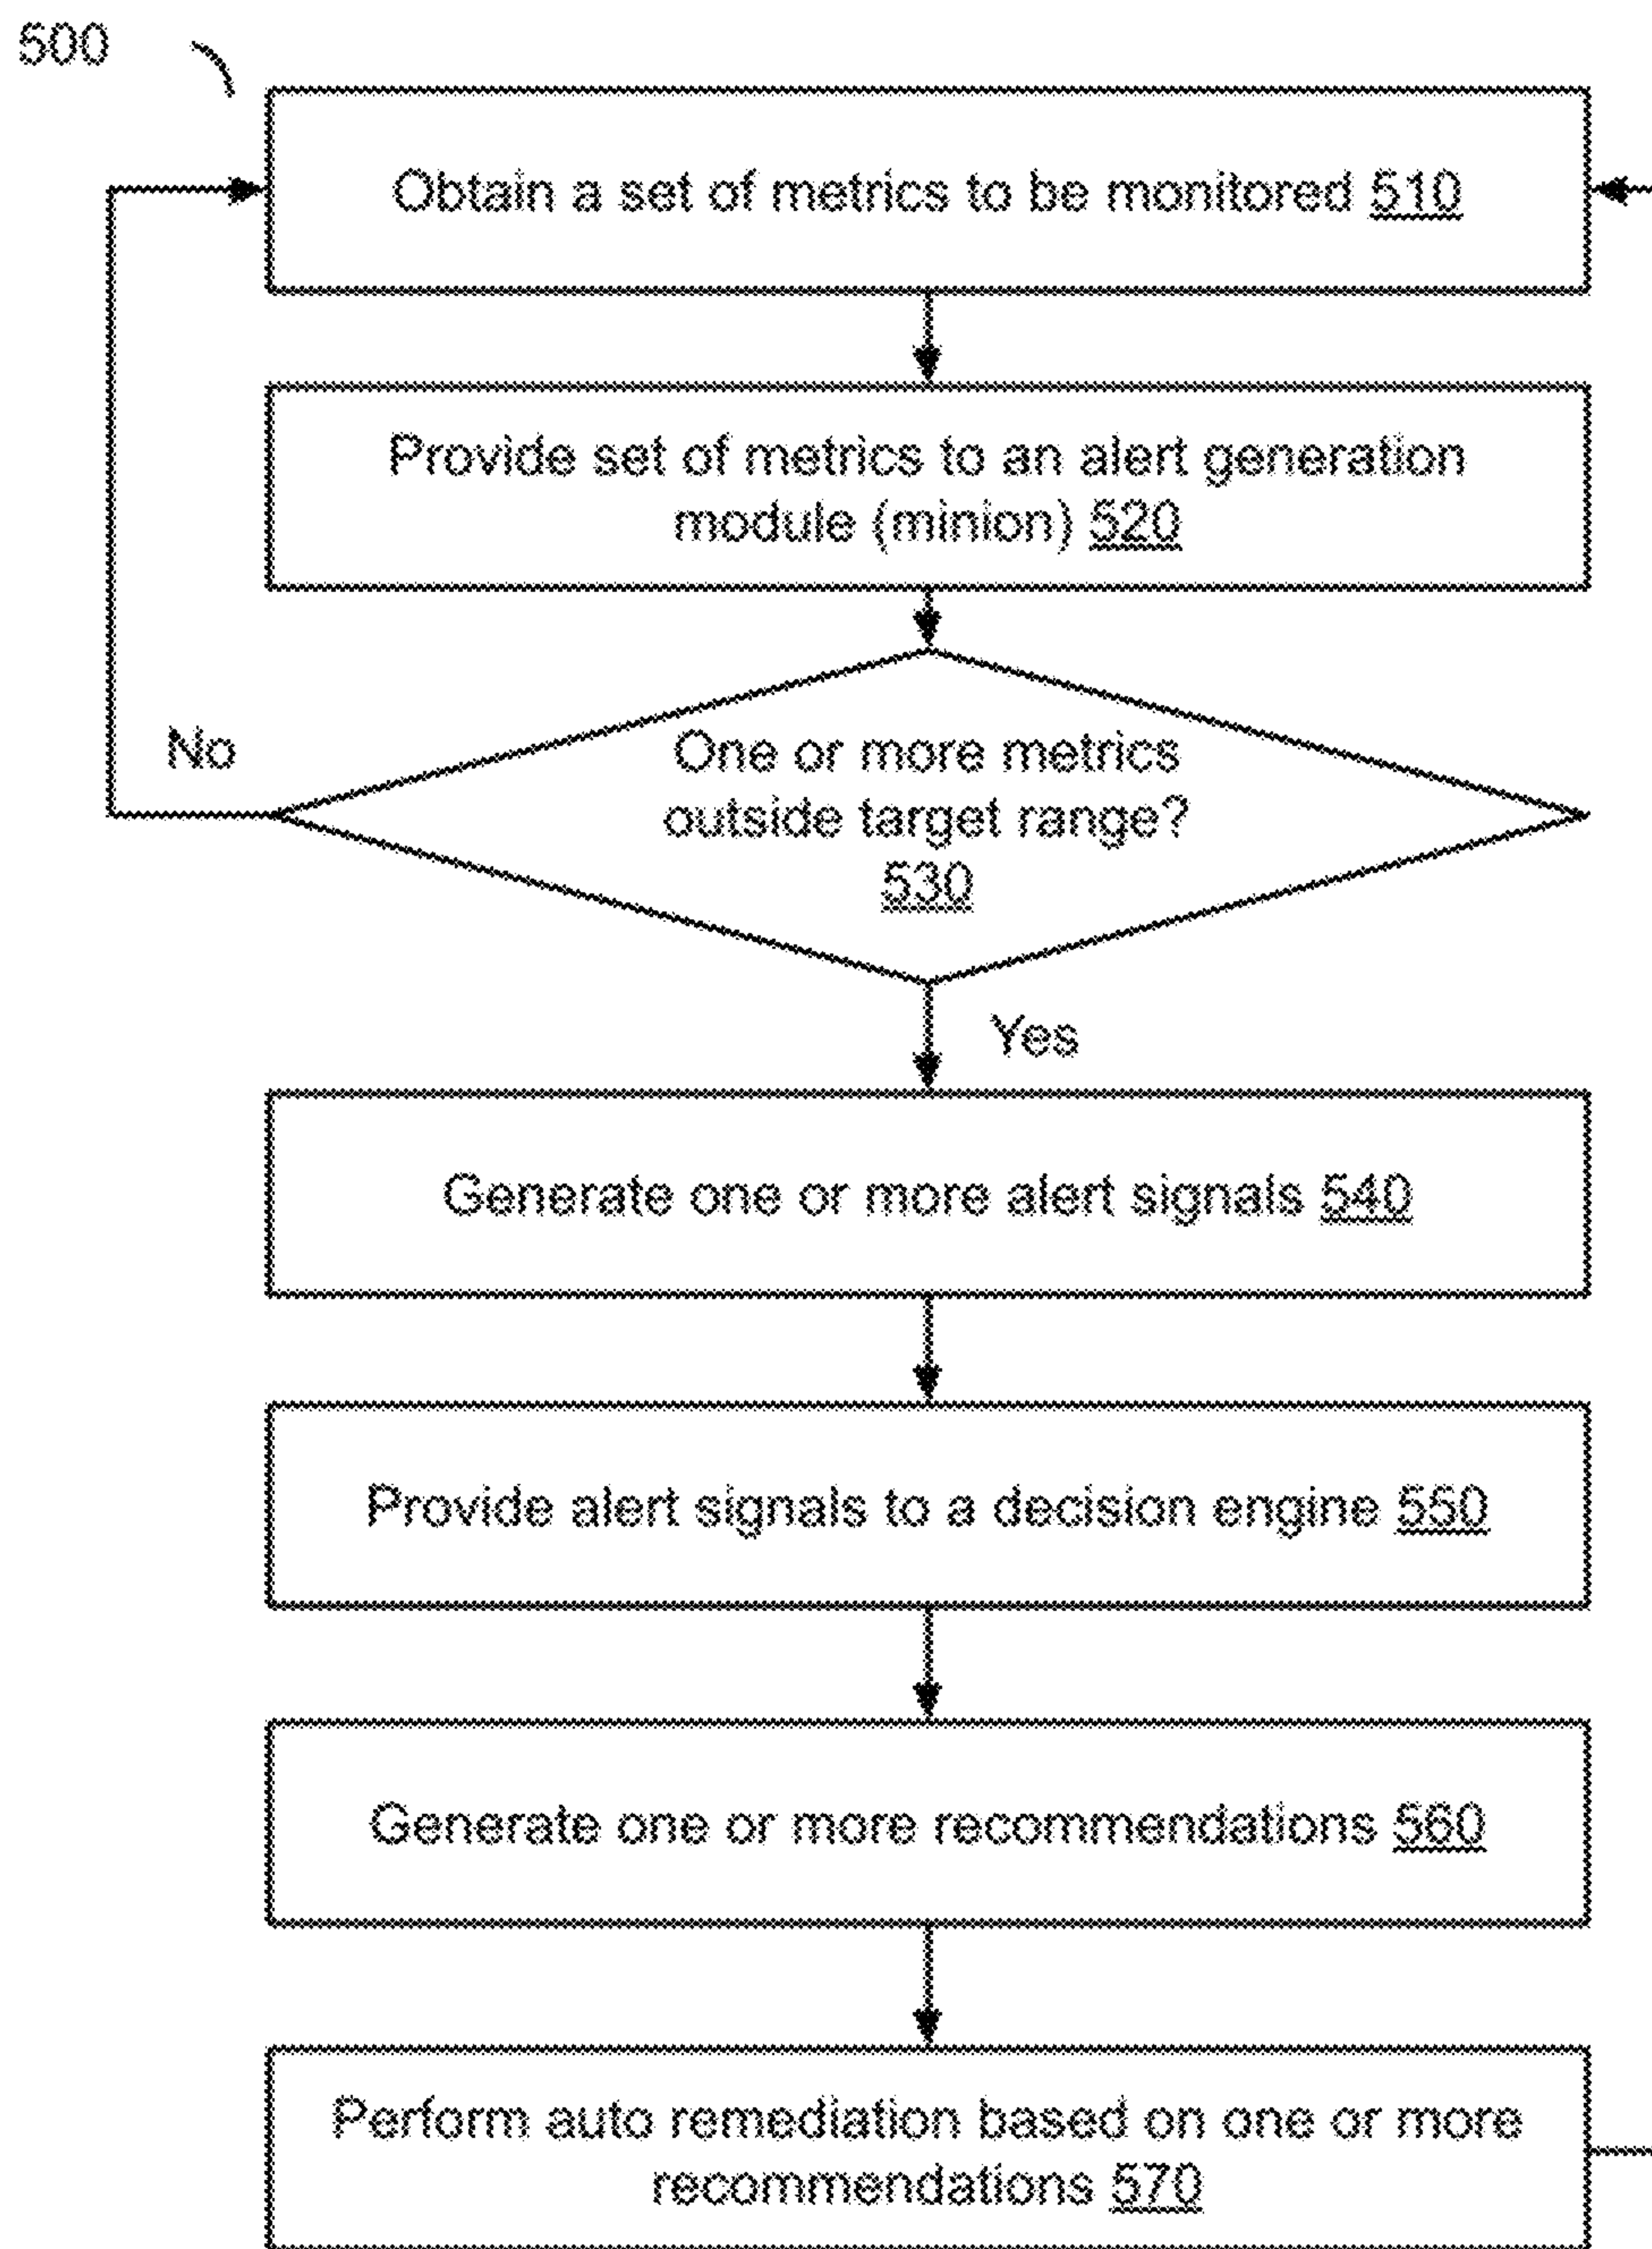 500
Obtain a set of metrics to be monitored 510
Provide set of metrics to an alert generation
module (minion) 520
No
One or more metrics
outside target range?
530
Yes
Generate one or more alert signals 540
Provide alert signals to a decision engine 550
Generate one or more recommendations 560
Perform auto remediation based on one or more
recommendations 570